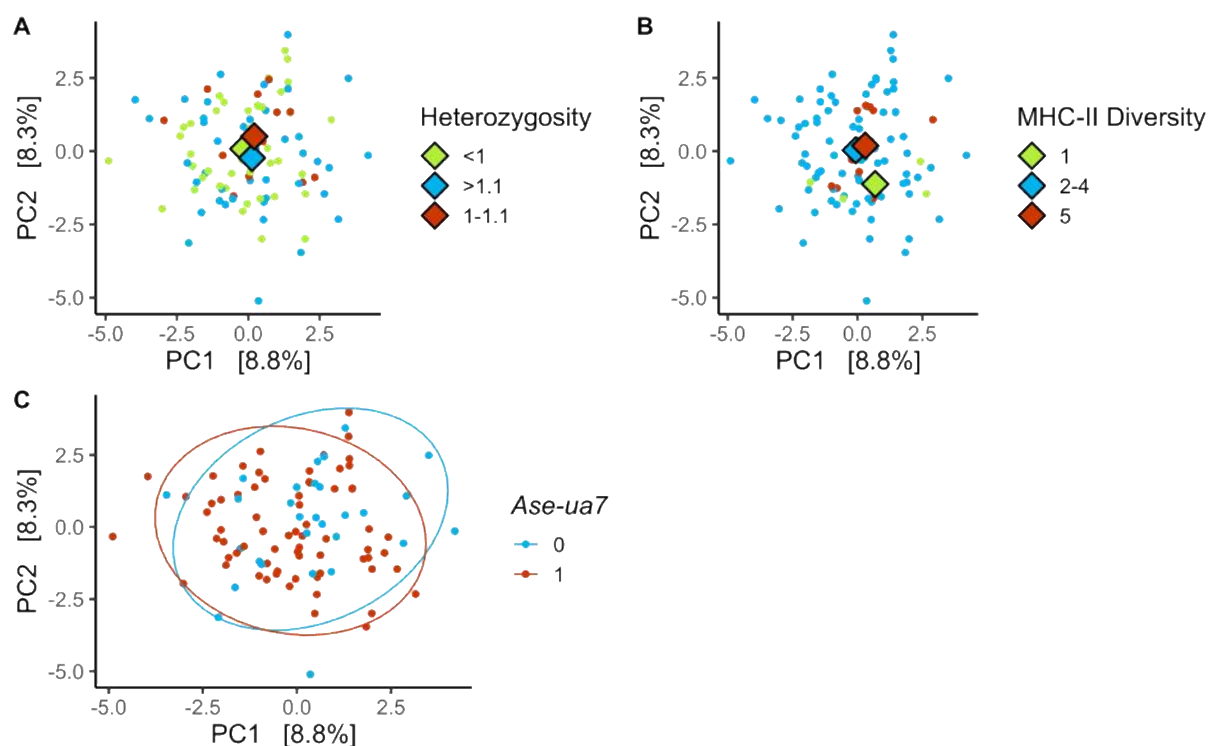 A
PC2 [8.3%]
2.5
0.0
-2.5
-5.0
-5.0 -2.5 0.0 2.5
PC1 [8.8%]
Heterozygosity
<1
>1.1
1-1.1
B
PC2 [8.3%]
2.5
0.0
-2.5
-5.0
-5.0 -2.5 0.0 2.5
PC1 [8.8%]
MHC-II Diversity
1
2-4
5
C
PC2 [8.3%]
2.5
0.0
-2.5
-5.0
-5.0 -2.5 0.0 2.5
PC1 [8.8%]
Ase-ua7
0
1